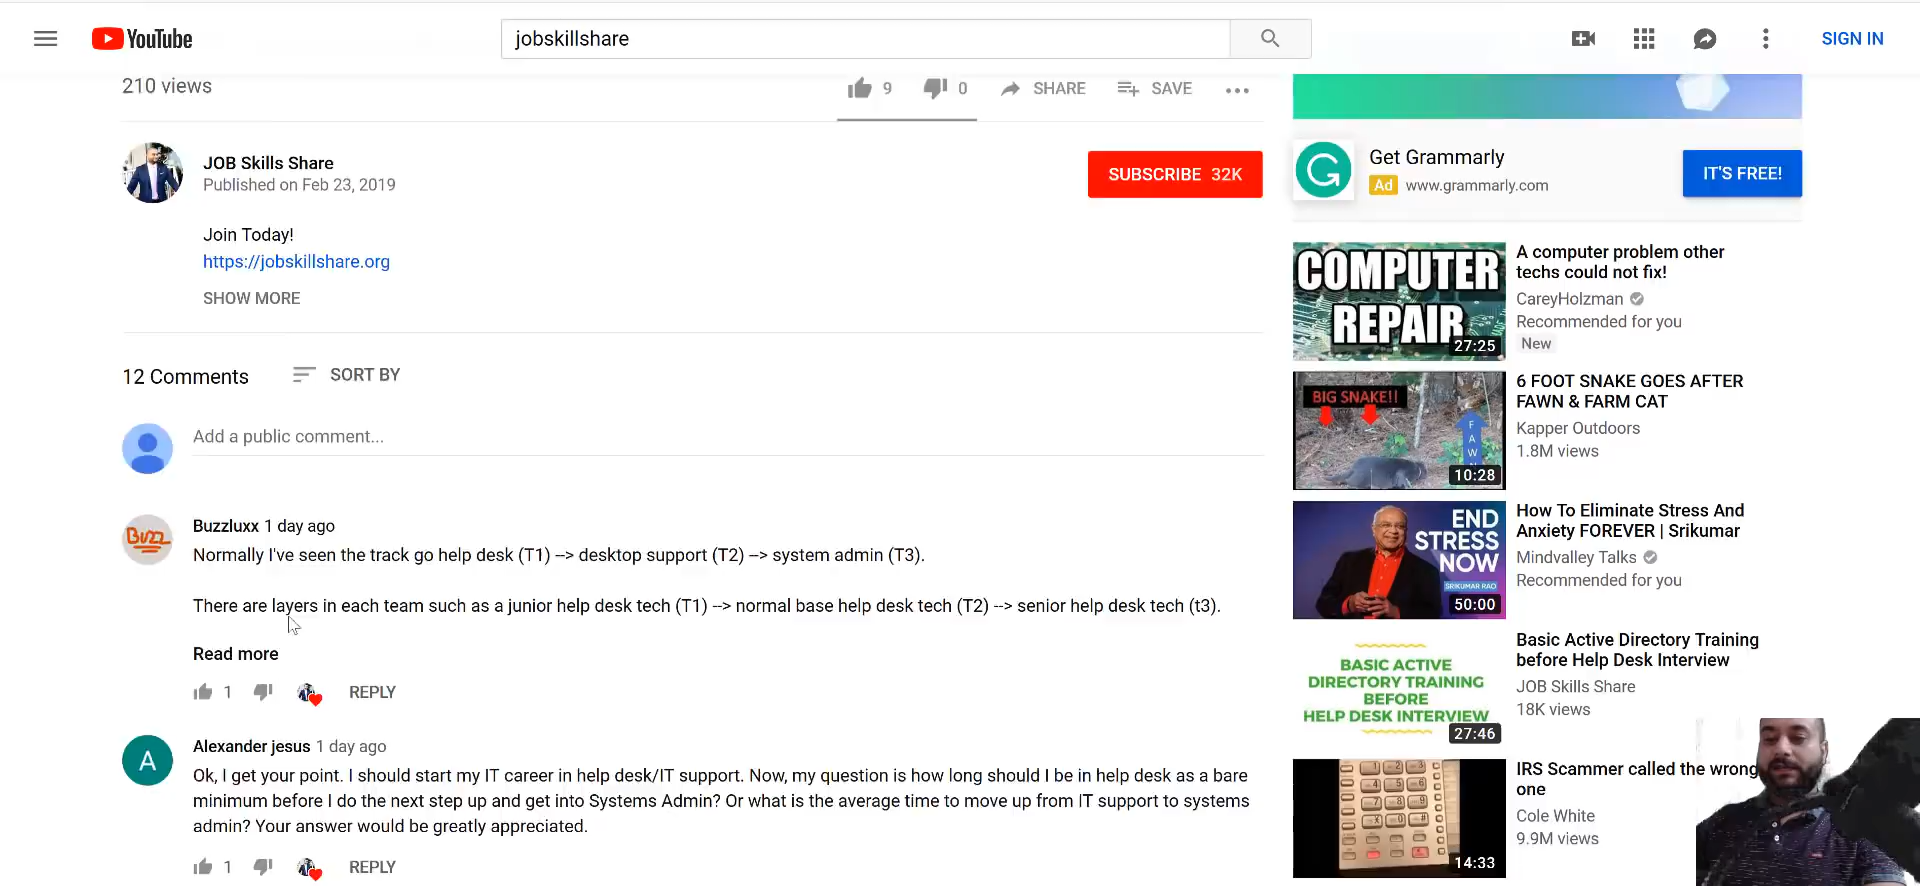 YouTube
jobskillshare
SIGN IN
210 views
9
0
SHARE
SAVE
JOB Skills Share
Published on Feb 23, 2019
SUBSCRIBE 32K
Join Today!
https://jobskillshare.org
SHOW MORE
12 Comments
SORT BY
Add a public comment...
Buzz
Buzzluxx 1 day ago
Normally I've seen the track go help desk (T1) --> desktop support (T2) --> system admin (T3).
There are layers in each team such as a junior help desk tech (T1) --> normal base help desk tech (T2) --> senior help desk tech (t3).
Read more
1
REPLY
A
Alexander jesus 1 day ago
Ok, I get your point. I should start my IT career in help desk/IT support. Now, my question is how long should I be in help desk as a bare
minimum before I do the next step up and get into Systems Admin? Or what is the average time to move up from IT support to systems
admin? Your answer would be greatly appreciated.
1
REPLY
G
Get Grammarly
Ad www.grammarly.com
IT'S FREE!
COMPUTER
REPAIR
27:25
A computer problem other
techs could not fix!
CareyHolzman
Recommended for you
New
BIG SNAKE!!
F
A
W
10:28
6 FOOT SNAKE GOES AFTER
FAWN & FARM CAT
Kapper Outdoors
1.8M views
END
STRESS
NOW
SRIKUMAR RAO
50:00
How To Eliminate Stress And
Anxiety FOREVER | Srikumar
Mindvalley Talks
Recommended for you
BASIC ACTIVE
DIRECTORY TRAINING
BEFORE
HELP DESK INTERVIEW
27:46
Basic Active Directory Training
before Help Desk Interview
JOB Skills Share
18K views
14:33
IRS Scammer called the wrong
one
Cole White
9.9M views